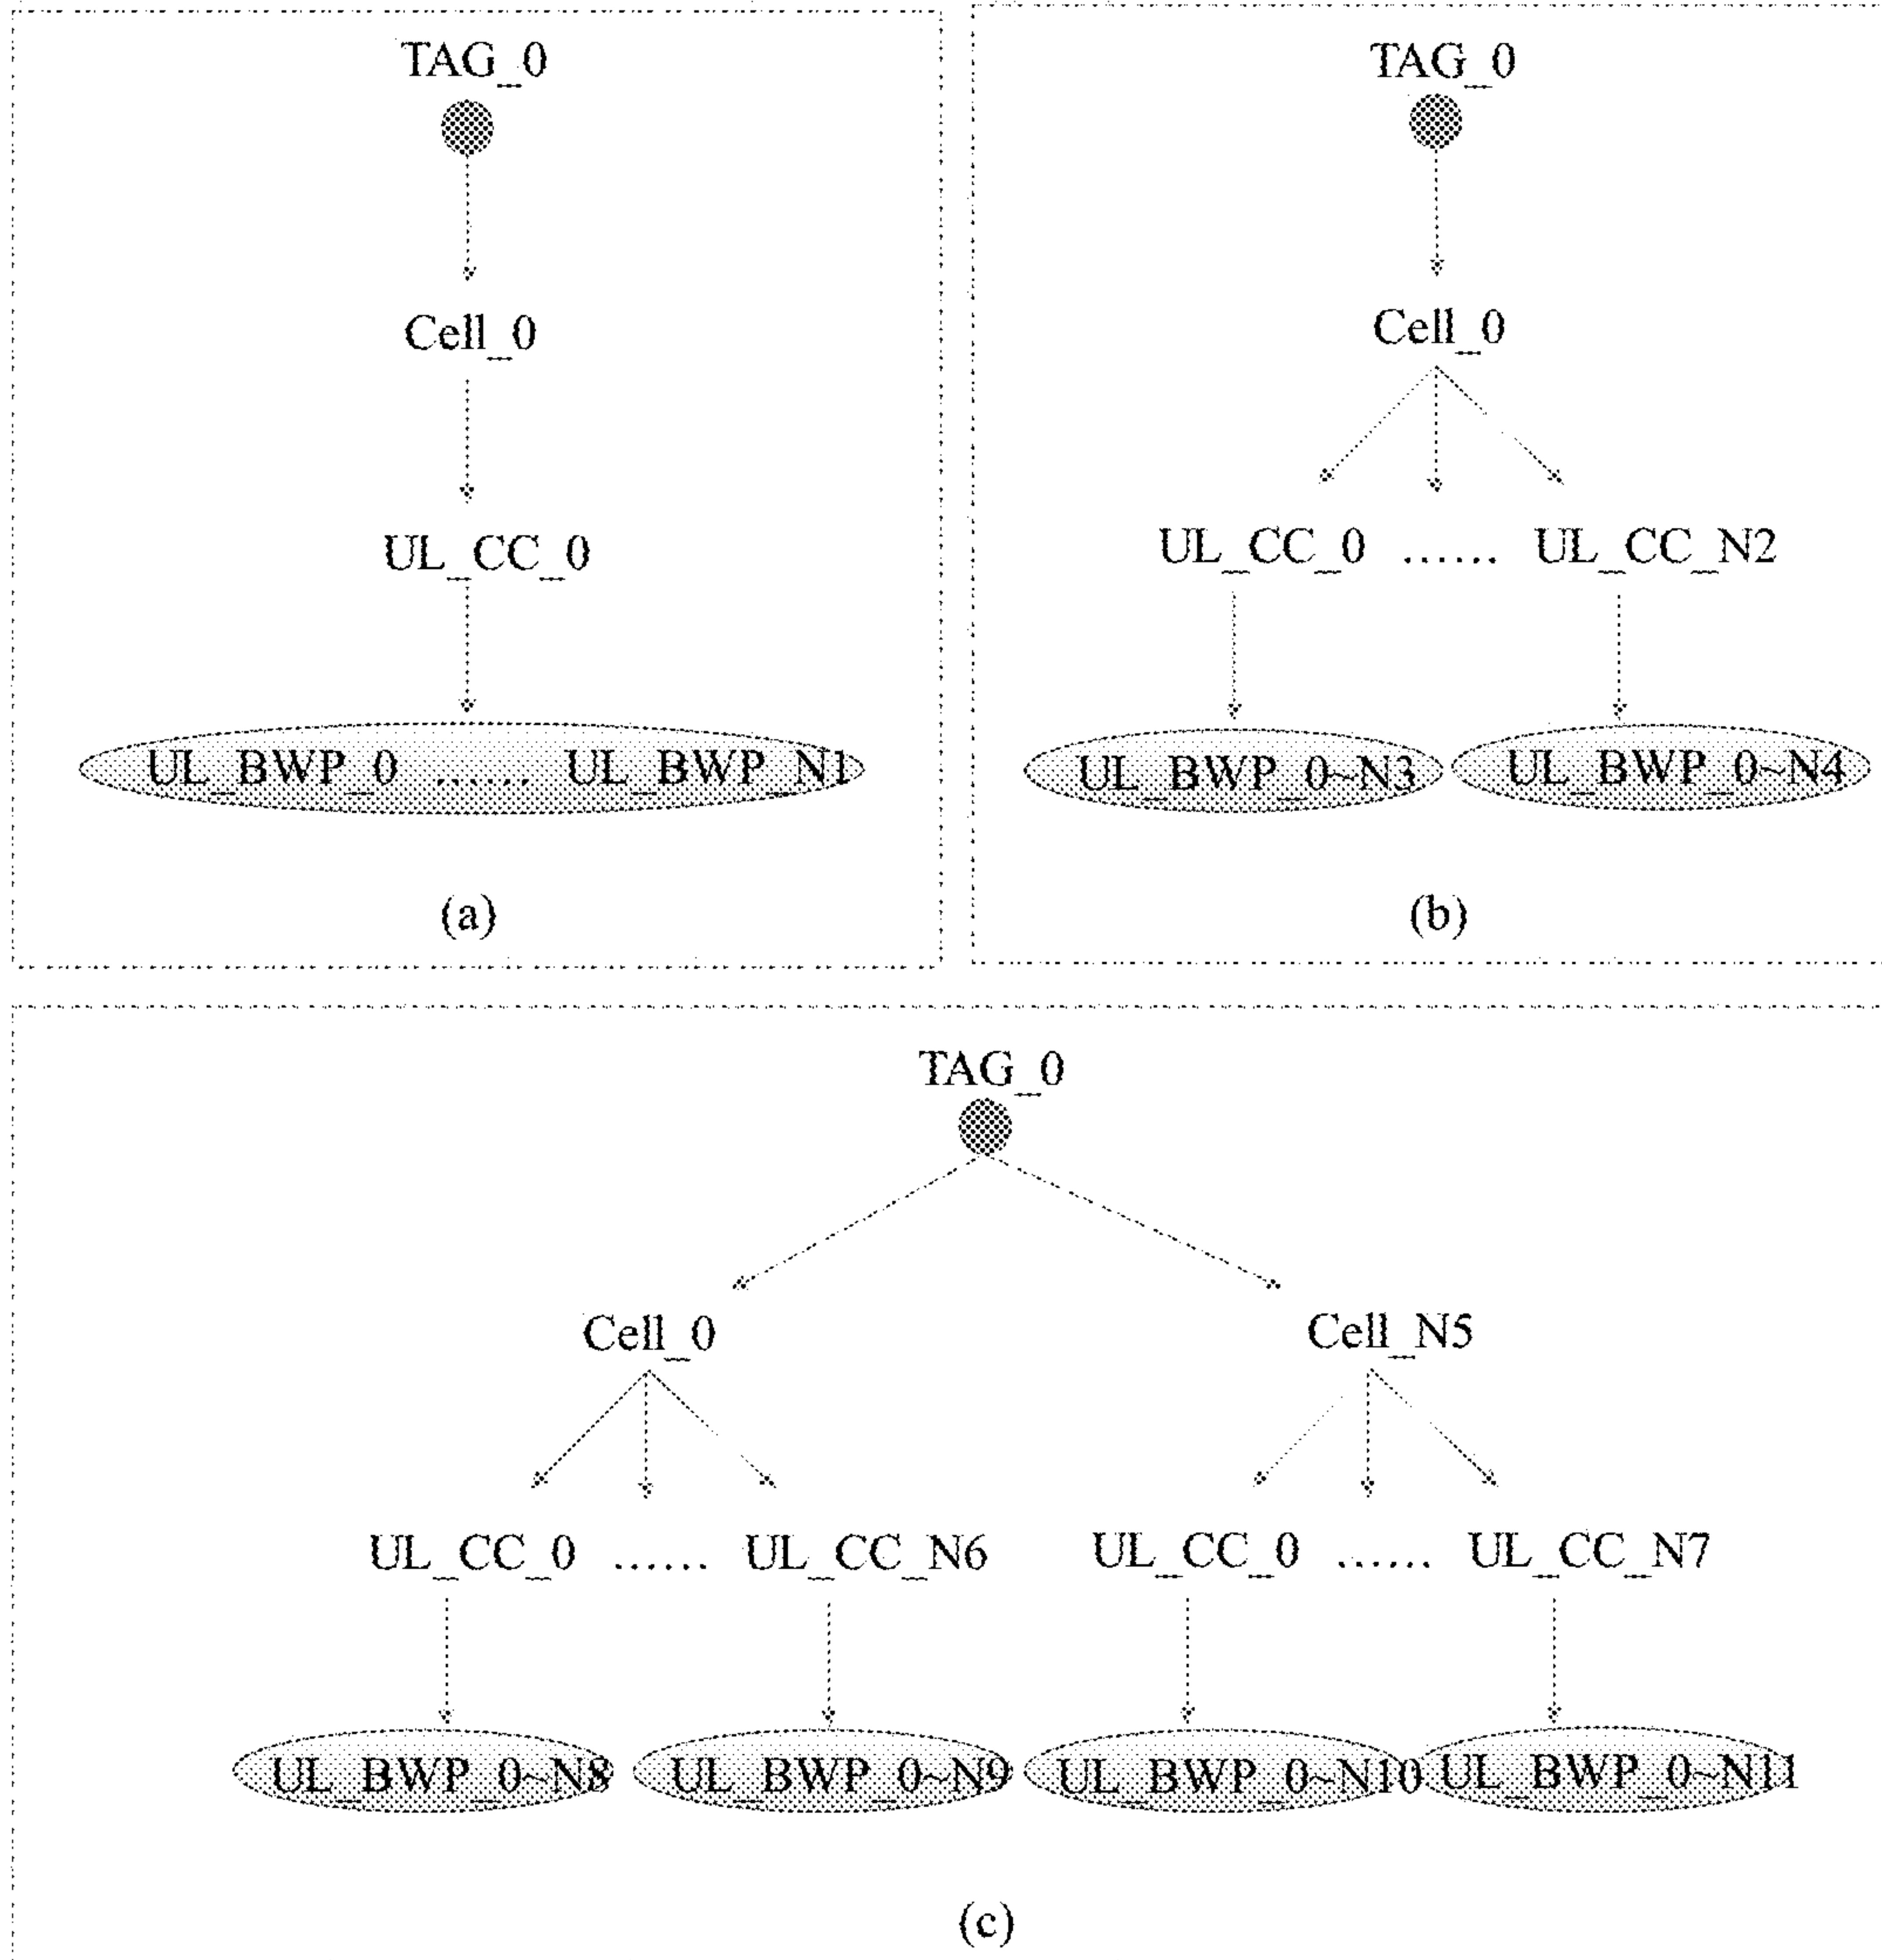 TAG_0
Cell_0
UL_CC_0
UL_BWP_0 ...... UL_BWP_N1
(a)
TAG_0
Cell_0
UL_CC_0 ...... UL_CC_N2
UL_BWP_0~N3 UL_BWP_0~N4
(b)
TAG_0
Cell_0 Cell_N5
UL_CC_0 ...... UL_CC_N6 UL_CC_0 ...... UL_CC_N7
UL_BWP_0~N8 UL_BWP_0~N9 UL_BWP_0~N10 UL_BWP_0~N11
(c)